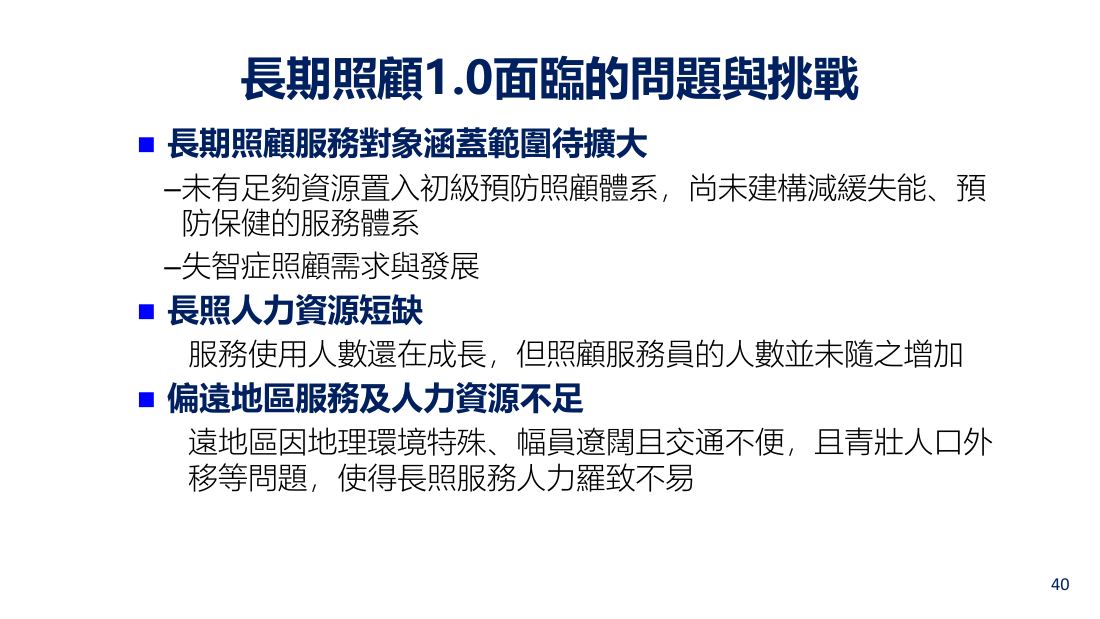 長期照顧1.0面臨的問題與挑戰
■ 長期照顧服務對象涵蓋範圍待擴大
–未有足夠資源置入初級預防照顧體系，尚未建構減緩失能、預
防保健的服務體系
–失智症照顧需求與發展
■ 長照人力資源短缺
服務使用人數還在成長，但照顧服務員的人數並未隨之增加
■ 偏遠地區服務及人力資源不足
遠地區因地理環境特殊、幅員遼闊且交通不便，且青壯人口外
移等問題，使得長照服務人力羅致不易
40